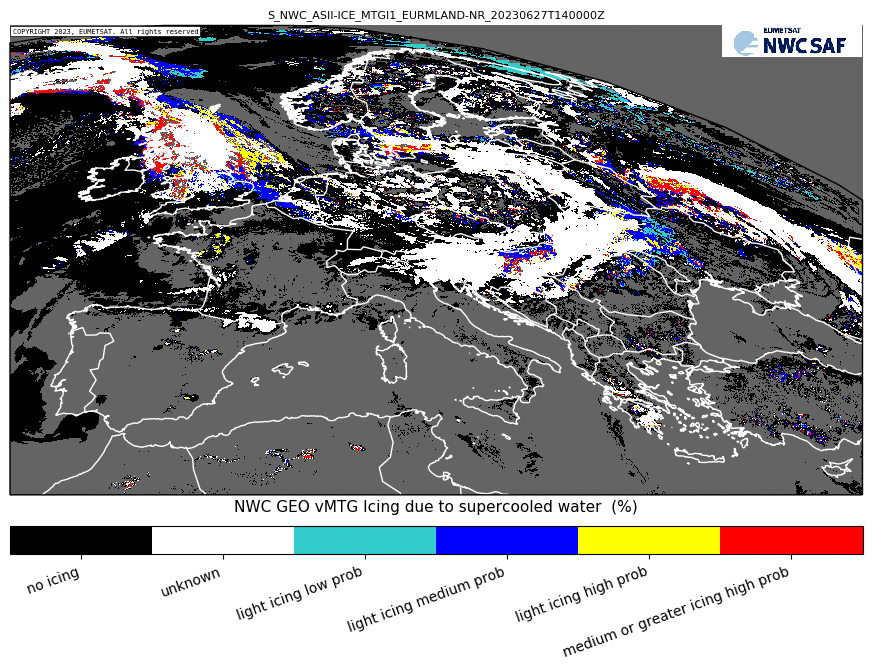 S_NWC_ASII-ICE_MTGI1_EURMLAND-NR_20230627T140000Z
COPYRIGHT 2023, EUMETSAT. All rights reserved
EUMETSAT
NWC SAF
NWC GEO vMTG Icing due to supercooled water (%)
no icing
unknown
light icing low prob
light icing medium prob
light icing high prob
medium or greater icing high prob